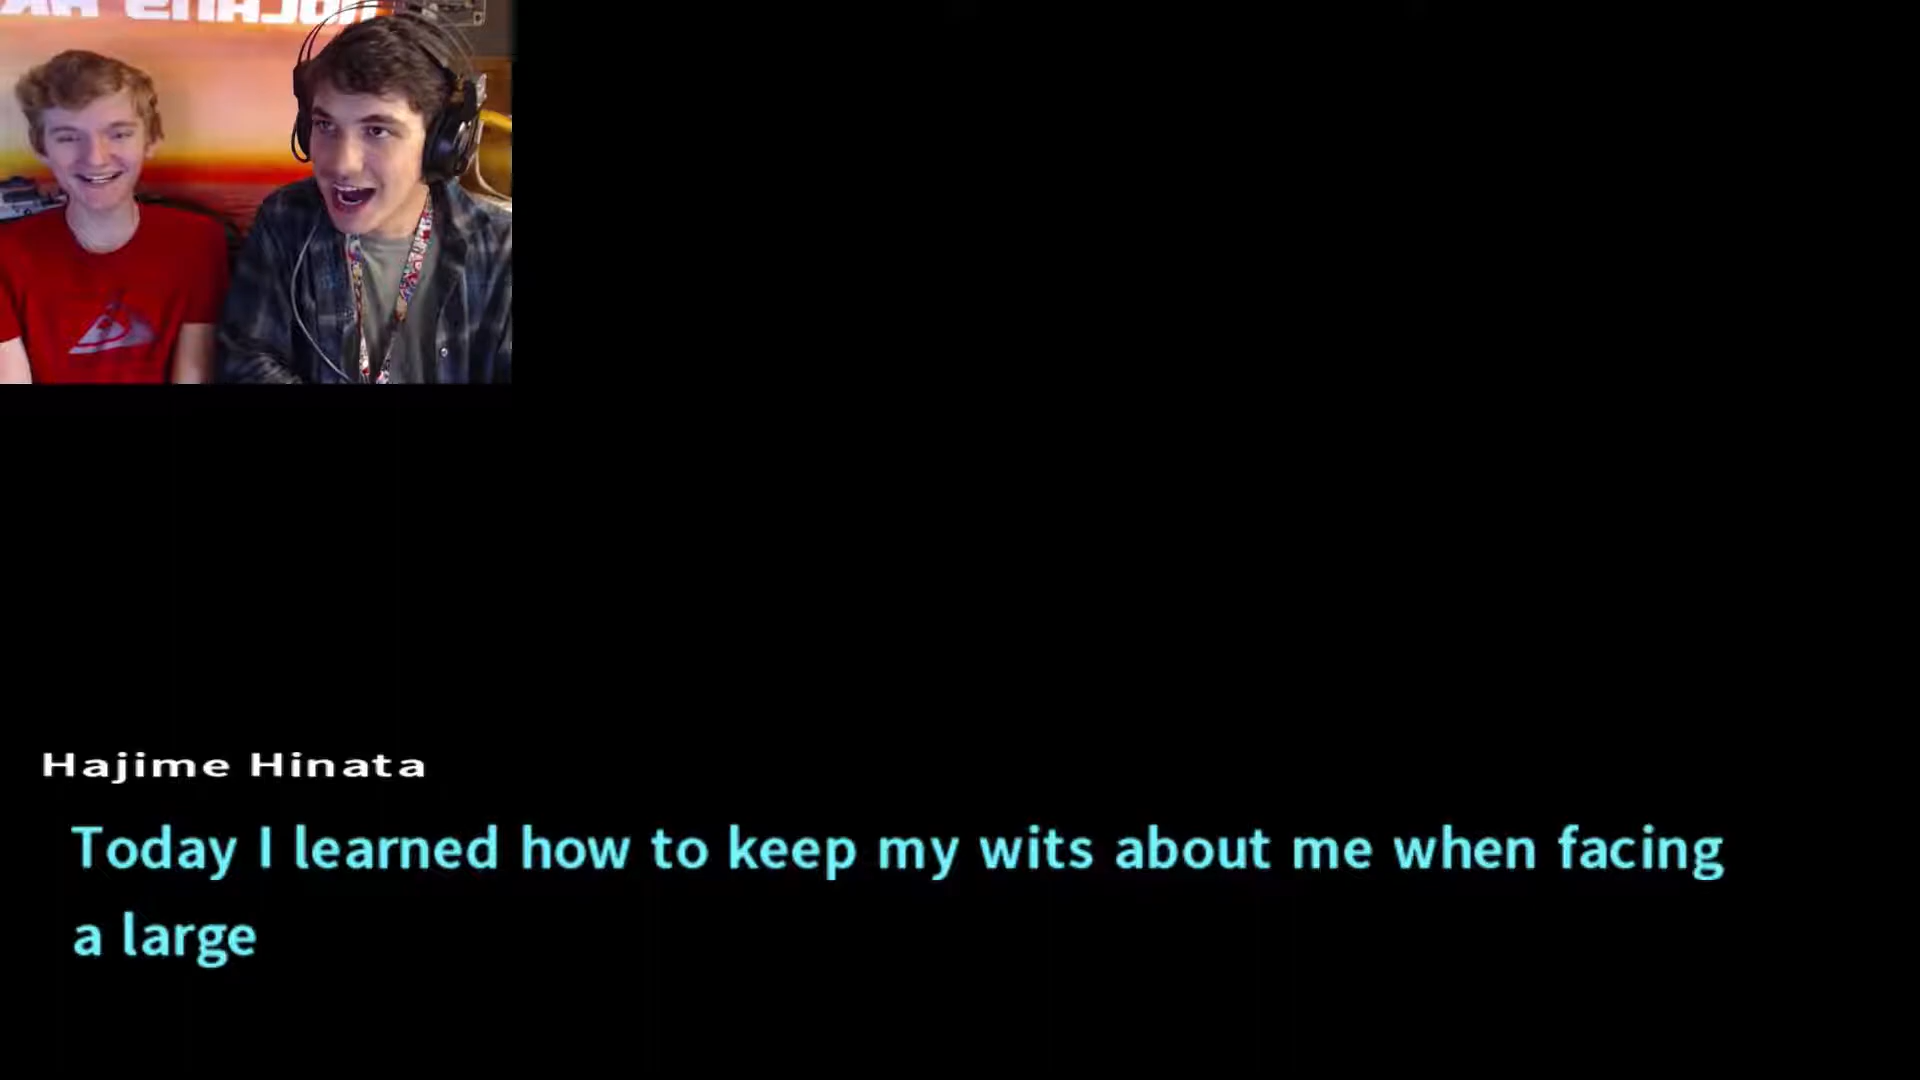 Hajime Hinata
Today I learned how to keep my wits about me when facing
a large